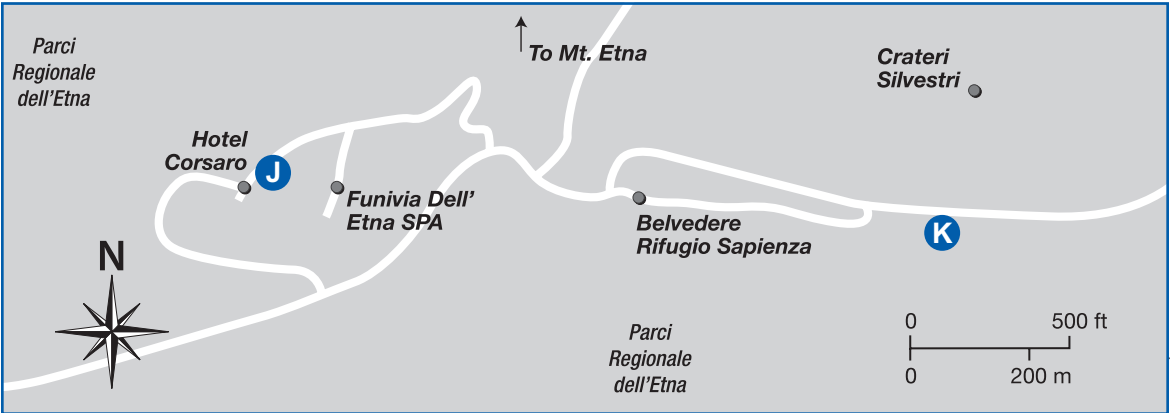 Parci
Regionale
dell'Etna
To Mt. Etna
Crateri
Silvestri
Hotel
Corsaro
J
Funivia Dell'
Etna SPA
Belvedere
Rifugio Sapienza
K
N
Parci
Regionale
dell'Etna
0 500 ft
0 200 m